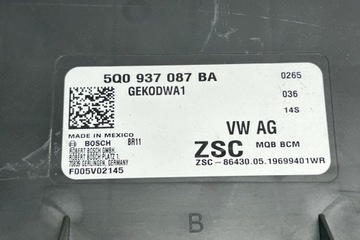 5Q0 937 087 BA
0265
GEKODWA1
036
14S
MADE IN MEXICO
VW AG
BOSCH BR11
ZSC MQB BCM
ROBERT BOSCH GMBH
ROBERT BOSCH PLATZ 1
ZSC-86430.05.19699401WR
70839 GERLINGEN, GERMANY
F005V02145
B